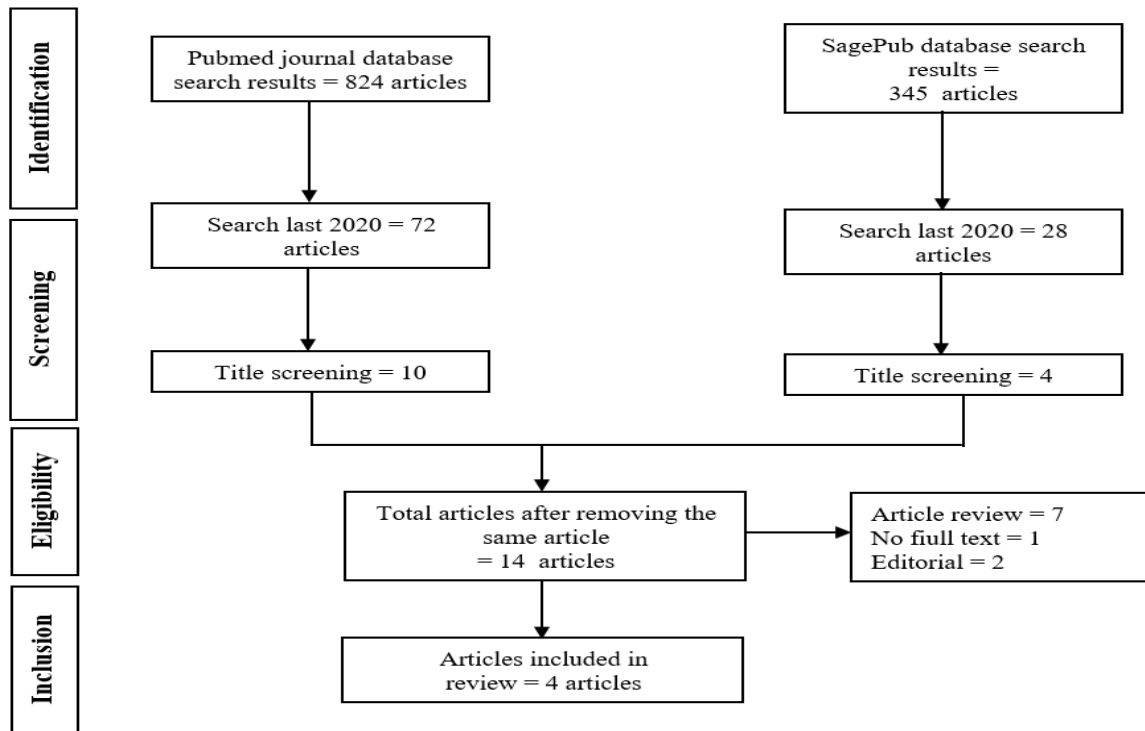 Identification
Pubmed journal database
search results = 824 articles
SagePub database search
results =
345 articles
Screening
Search last 2020 = 72
articles
Search last 2020 = 28
articles
Title screening = 10
Title screening = 4
Eligibility
Total articles after removing the
same article
= 14 articles
Article review = 7
No fiull text = 1
Editorial = 2
Inclusion
Articles included in
review = 4 articles